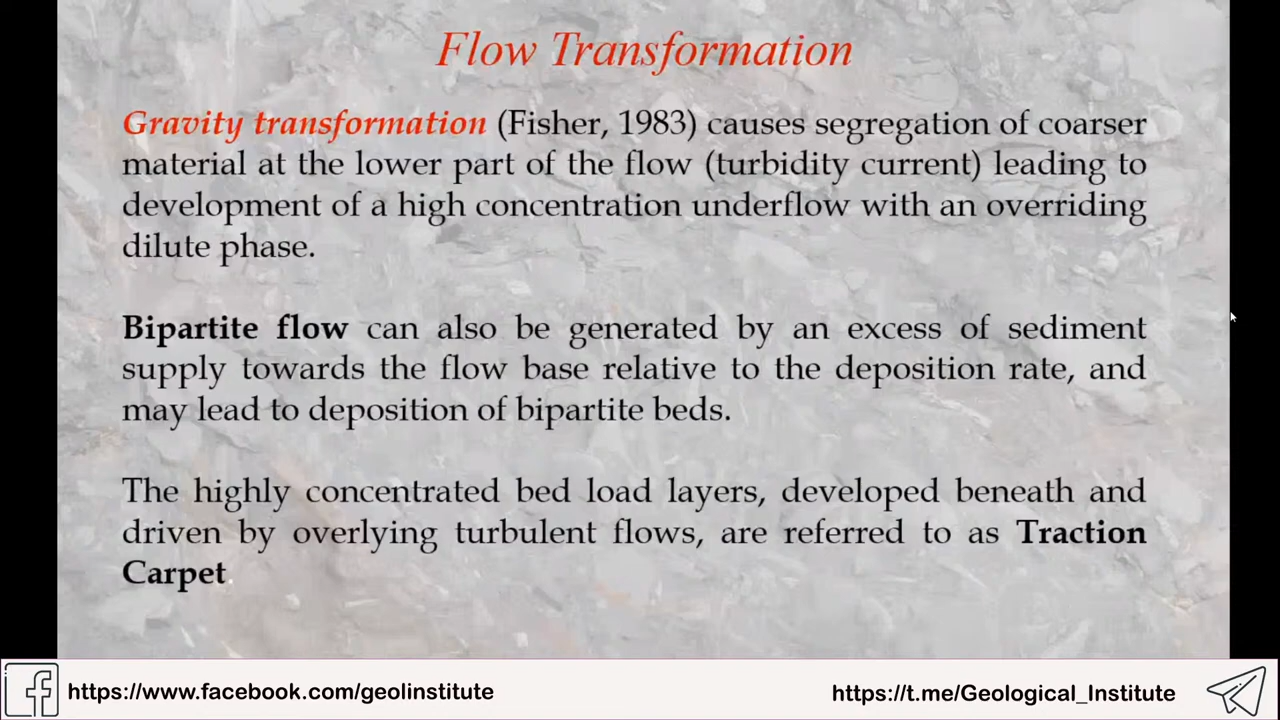 Flow Transformation
Gravity transformation (Fisher, 1983) causes segregation of coarser
material at the lower part of the flow (turbidity current) leading to
development of a high concentration underflow with an overriding
dilute phase.
Bipartite flow can also be generated by an excess of sediment
supply towards the flow base relative to the deposition rate, and
may lead to deposition of bipartite beds.
The highly concentrated bed load layers, developed beneath and
driven by overlying turbulent flows, are referred to as Traction
Carpet.
https://www.facebook.com/geolinstitute
https://t.me/Geological_Institute